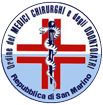 Ordine dei MEDICI CHIRURGHI e degli ODONTOIATRI
Repubblica di San Marino